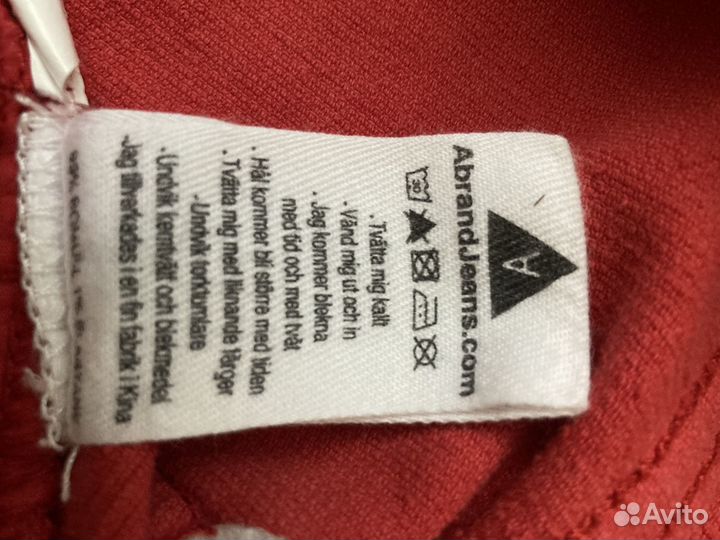 A
AbrandJeans.com
30
. Tvätta mig kallt
. Vänd mig ut och in
. Jag kommer blekna
med tid och med tvät
. Hål kommer bli större med tiden
. Tvätta mig med liknande färger
. Undvik torktumlare
. Undvik kemtvätt och blekmedel
-Jag tillverkades i en fin fabrik i Kina
Avito